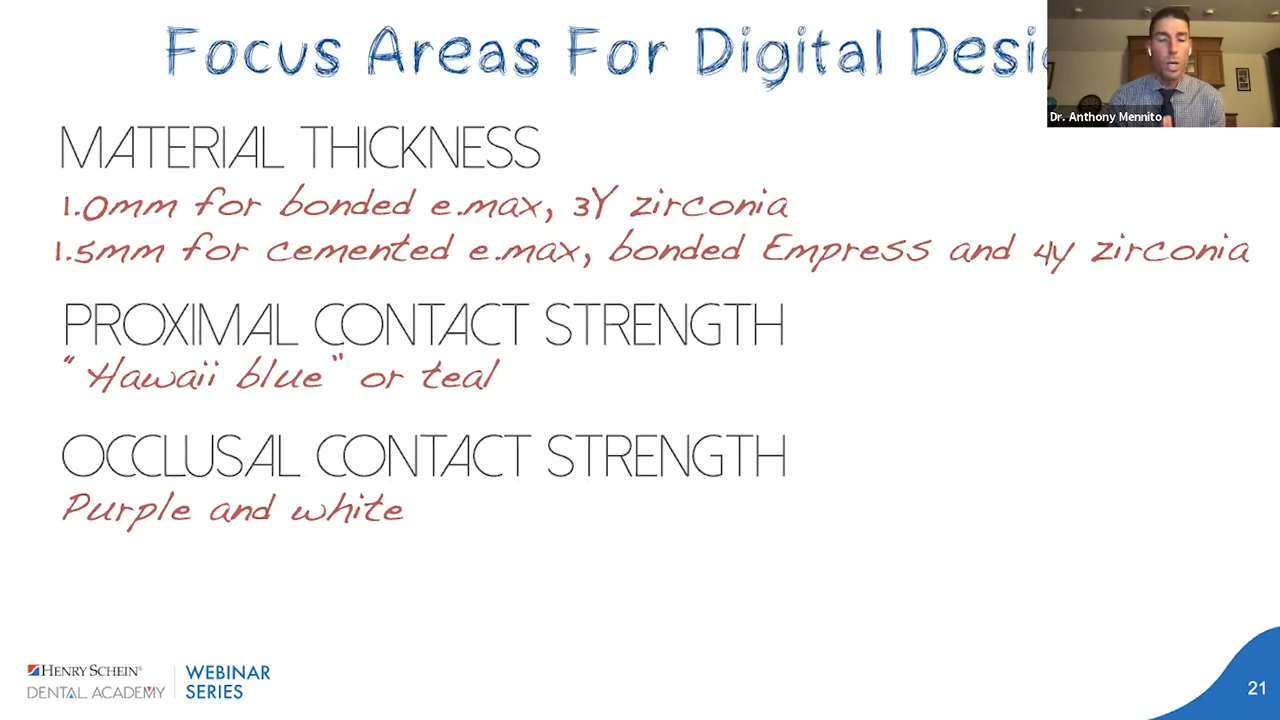 Focus Areas For Digital Desi
Dr. Anthony Mennito
MATERIAL THICKNESS
1.0mm for bonded e.max, 3Y zirconia
1.5mm for cemented e.max, bonded Empress and 4y zirconia
PROXIMAL CONTACT STRENGTH
"Hawaii blue" or teal
OCCLUSAL CONTACT STRENGTH
Purple and white
HENRY SCHEIN®
DENTAL ACADEMY
WEBINAR
SERIES
21